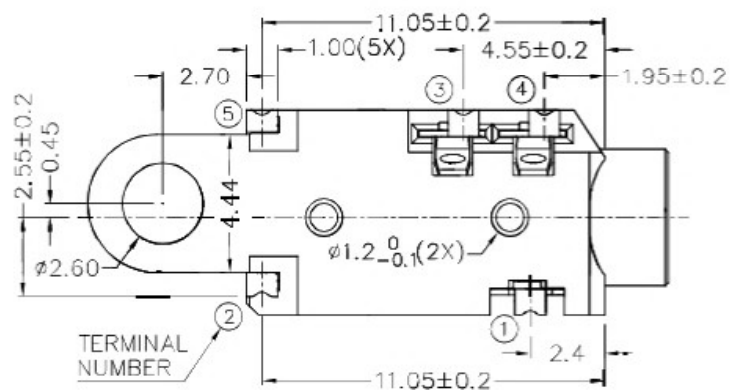 11.05±0.2
1.00(5X)
4.55±0.2
2.70
1.95±0.2
③
④
⑤
2.55±0.2
0.45
4.44
ø2.60
ø1.2 0 -0.1 (2X)
②
①
TERMINAL
NUMBER
2.4
11.05±0.2